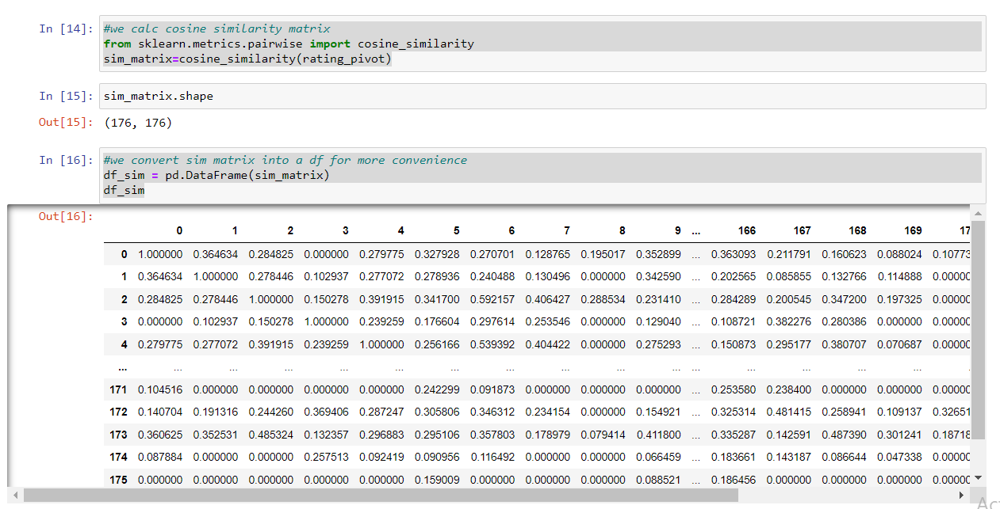 In [14]: #we calc cosine similarity matrix
from sklearn.metrics.pairwise import cosine_similarity
sim_matrix=cosine_similarity(rating_pivot)
In [15]: sim_matrix.shape
Out[15]: (176, 176)
In [16]: #we convert sim matrix into a df for more convenience
df_sim = pd.DataFrame(sim_matrix)
df_sim
Out[16]:
0 1 2 3 4 5 6 7 8 9 ... 166 167 168 169 17
0 1.000000 0.364634 0.284825 0.000000 0.279775 0.327928 0.270701 0.128765 0.195017 0.352899 ... 0.363093 0.211791 0.160623 0.088024 0.10773
1 0.364634 1.000000 0.278446 0.102937 0.277072 0.278936 0.240488 0.130496 0.000000 0.342590 ... 0.202565 0.085855 0.132766 0.114888 0.00000
2 0.284825 0.278446 1.000000 0.150278 0.391915 0.341700 0.592157 0.406427 0.288534 0.231410 ... 0.284289 0.200545 0.347200 0.197325 0.00000
3 0.000000 0.102937 0.150278 1.000000 0.239259 0.176604 0.297614 0.253546 0.000000 0.129040 ... 0.108721 0.382276 0.280386 0.000000 0.00000
4 0.279775 0.277072 0.391915 0.239259 1.000000 0.256166 0.539392 0.404422 0.000000 0.275293 ... 0.150873 0.295177 0.380707 0.070687 0.00000
... ... ... ... ... ... ... ... ... ... ... ... ... ... ... ... .
171 0.104516 0.000000 0.000000 0.000000 0.000000 0.242299 0.091873 0.000000 0.000000 0.000000 ... 0.253580 0.238400 0.000000 0.000000 0.00000
172 0.140704 0.191316 0.244260 0.369406 0.287247 0.305806 0.346312 0.234154 0.000000 0.154921 ... 0.325314 0.481415 0.258941 0.109137 0.32651
173 0.360625 0.352531 0.485324 0.132357 0.296883 0.295106 0.357803 0.178979 0.079414 0.411800 ... 0.335287 0.142591 0.487390 0.301241 0.18718
174 0.087884 0.000000 0.000000 0.257513 0.092419 0.090956 0.116492 0.000000 0.000000 0.066459 ... 0.183661 0.143187 0.086644 0.047338 0.00000
175 0.000000 0.000000 0.000000 0.000000 0.000000 0.159009 0.000000 0.000000 0.000000 0.088521 ... 0.186456 0.000000 0.000000 0.000000 0.00000